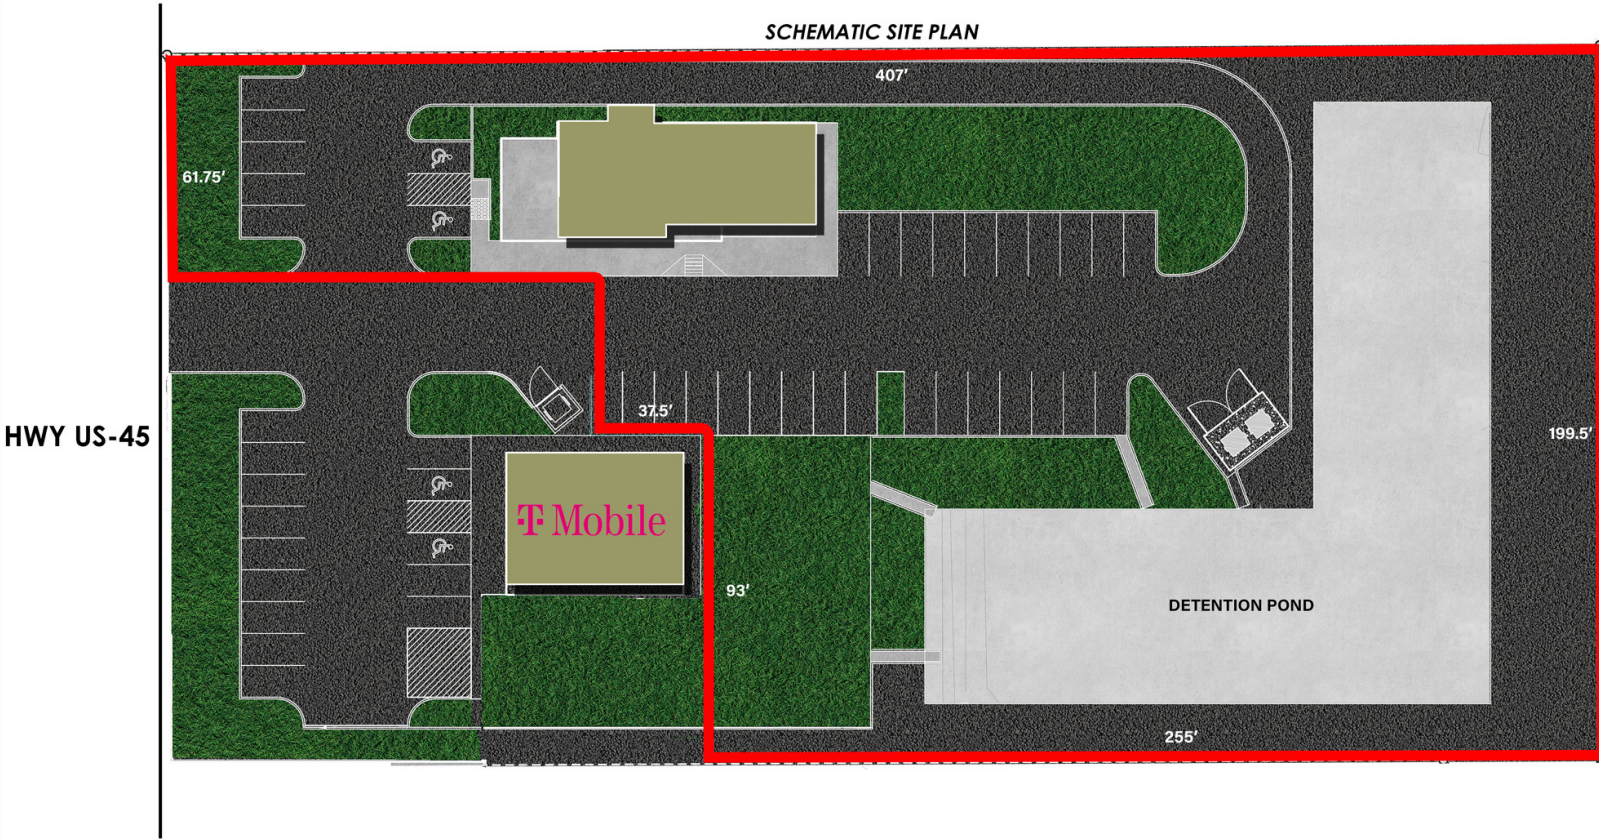 SCHEMATIC SITE PLAN
407'
61.75'
37.5'
HWY US-45
199.5'
T Mobile
93'
DETENTION POND
255'